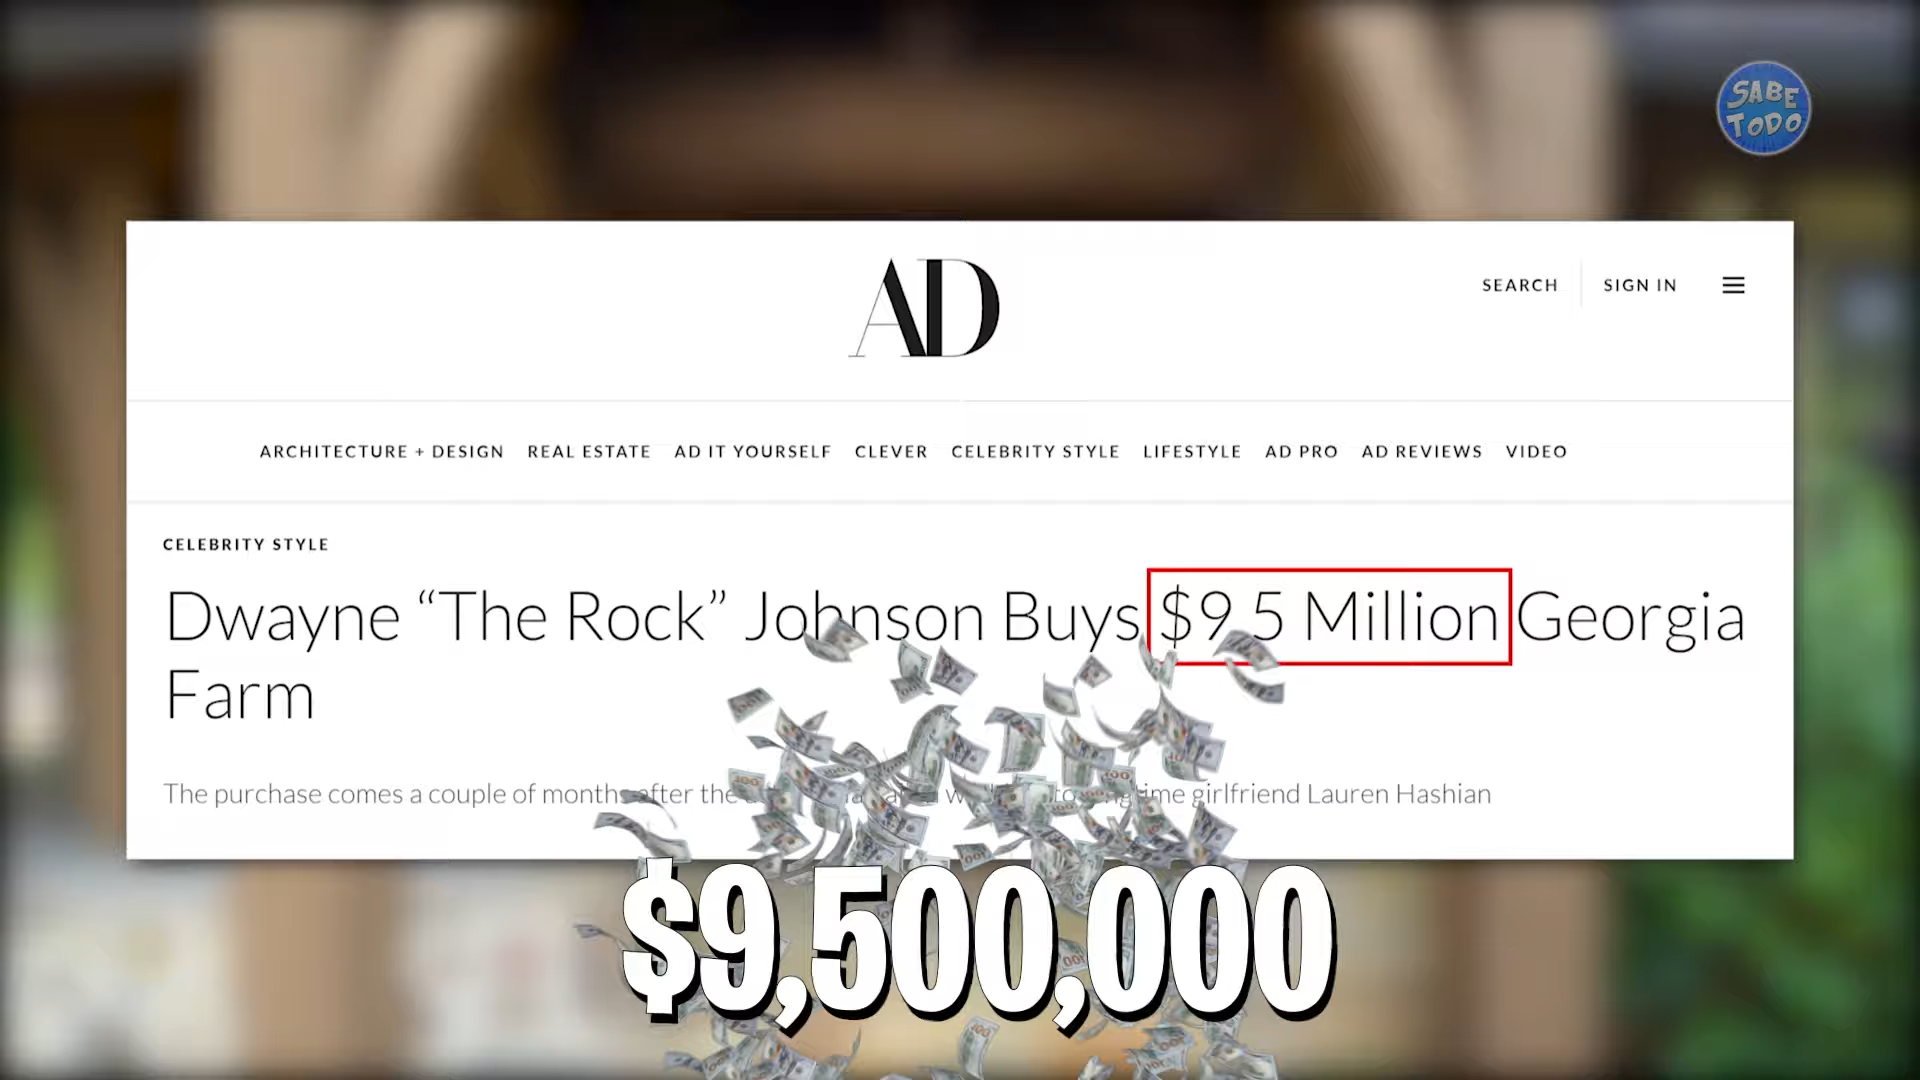 SABE
TODO
AD
SEARCH
SIGN IN
ARCHITECTURE + DESIGN REAL ESTATE AD IT YOURSELF CLEVER CELEBRITY STYLE LIFESTYLE AD PRO AD REVIEWS VIDEO
CELEBRITY STYLE
Dwayne “The Rock” Johnson Buys $9.5 Million Georgia
Farm
The purchase comes a couple of months after the girlfriend Lauren Hashian
$9,500,000